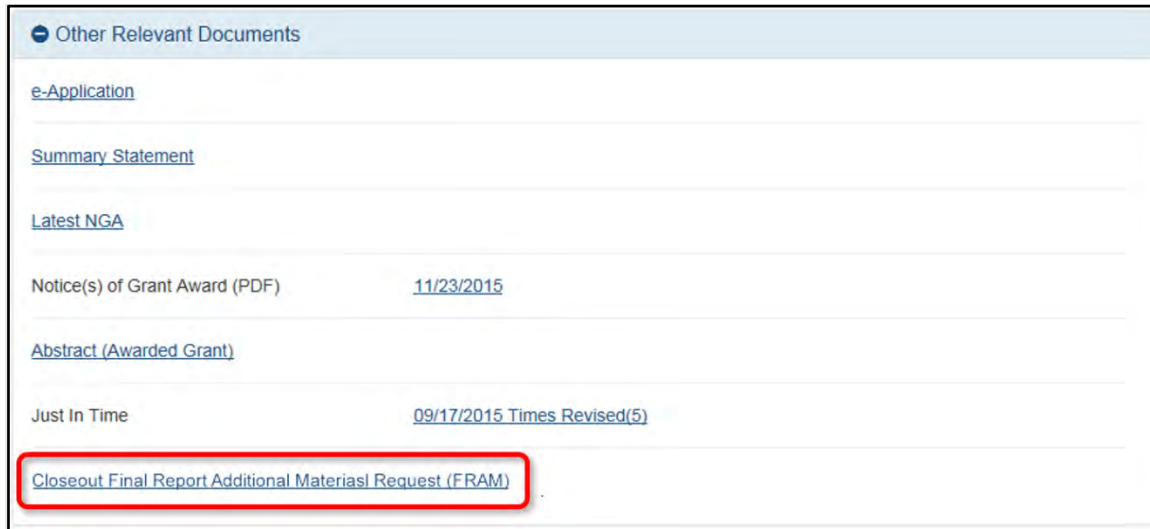 Other Relevant Documents
e-Application
Summary Statement
Latest NGA
Notice(s) of Grant Award (PDF) 11/23/2015
Abstract (Awarded Grant)
Just In Time 09/17/2015 Times Revised(5)
Closeout Final Report Additional Materiasl Request (FRAM) .